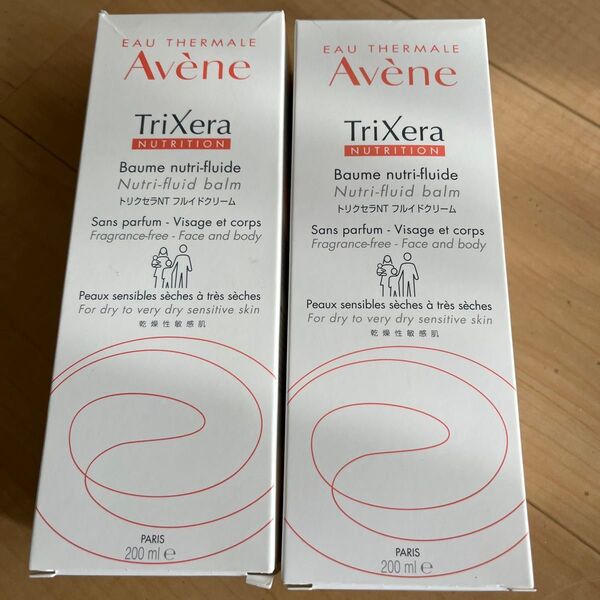 EAU THERMALE
Avène
TriXera
NUTRITION
Baume nutri-fluide
Nutri-fluid balm
トリクセラNT フルイドクリーム
Sans parfum - Visage et corps
Fragrance-free - Face and body
Peaux sensibles sèches à très sèches
For dry to very dry sensitive skin
乾燥性敏感肌
PARIS
200 ml ℮
EAU THERMALE
Avène
TriXera
NUTRITION
Baume nutri-fluide
Nutri-fluid balm
トリクセラNT フルイドクリーム
Sans parfum - Visage et corps
Fragrance-free - Face and body
Peaux sensibles sèches à très sèches
For dry to very dry sensitive skin
乾燥性敏感肌
PARIS
200 ml ℮